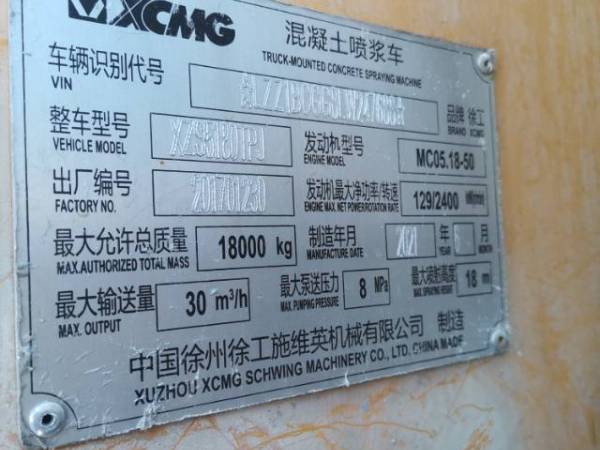 XCMG 混凝土喷浆车
TRUCK-MOUNTED CONCRETE SPRAYING MACHINE
车辆识别代号
VIN
品牌 徐工
BRAND XCMG
整车型号
VEHICLE MODEL
发动机型号 MC05.18-50
ENGINE MODEL
出厂编号
FACTORY NO.
发动机最大净功率/转速 129/2400 kW/r/min
ENGINE MAX. NET POWER/ROTATION RATE
最大允许总质量 18000 kg
MAX.AUTHORIZED TOTAL MASS
制造年月 2021 年 月
MANUFACTURE DATE YEAR MONTH
最大输送量 30 m³/h
MAX. OUTPUT
最大泵送压力 8 MPa
MAX. PUMPING PRESSURE
最大喷射高度 18 m
MAX. SPRAYING HEIGHT
中国徐州徐工施维英机械有限公司 制造
XUZHOU XCMG SCHWING MACHINERY CO., LTD. CHINA MADE